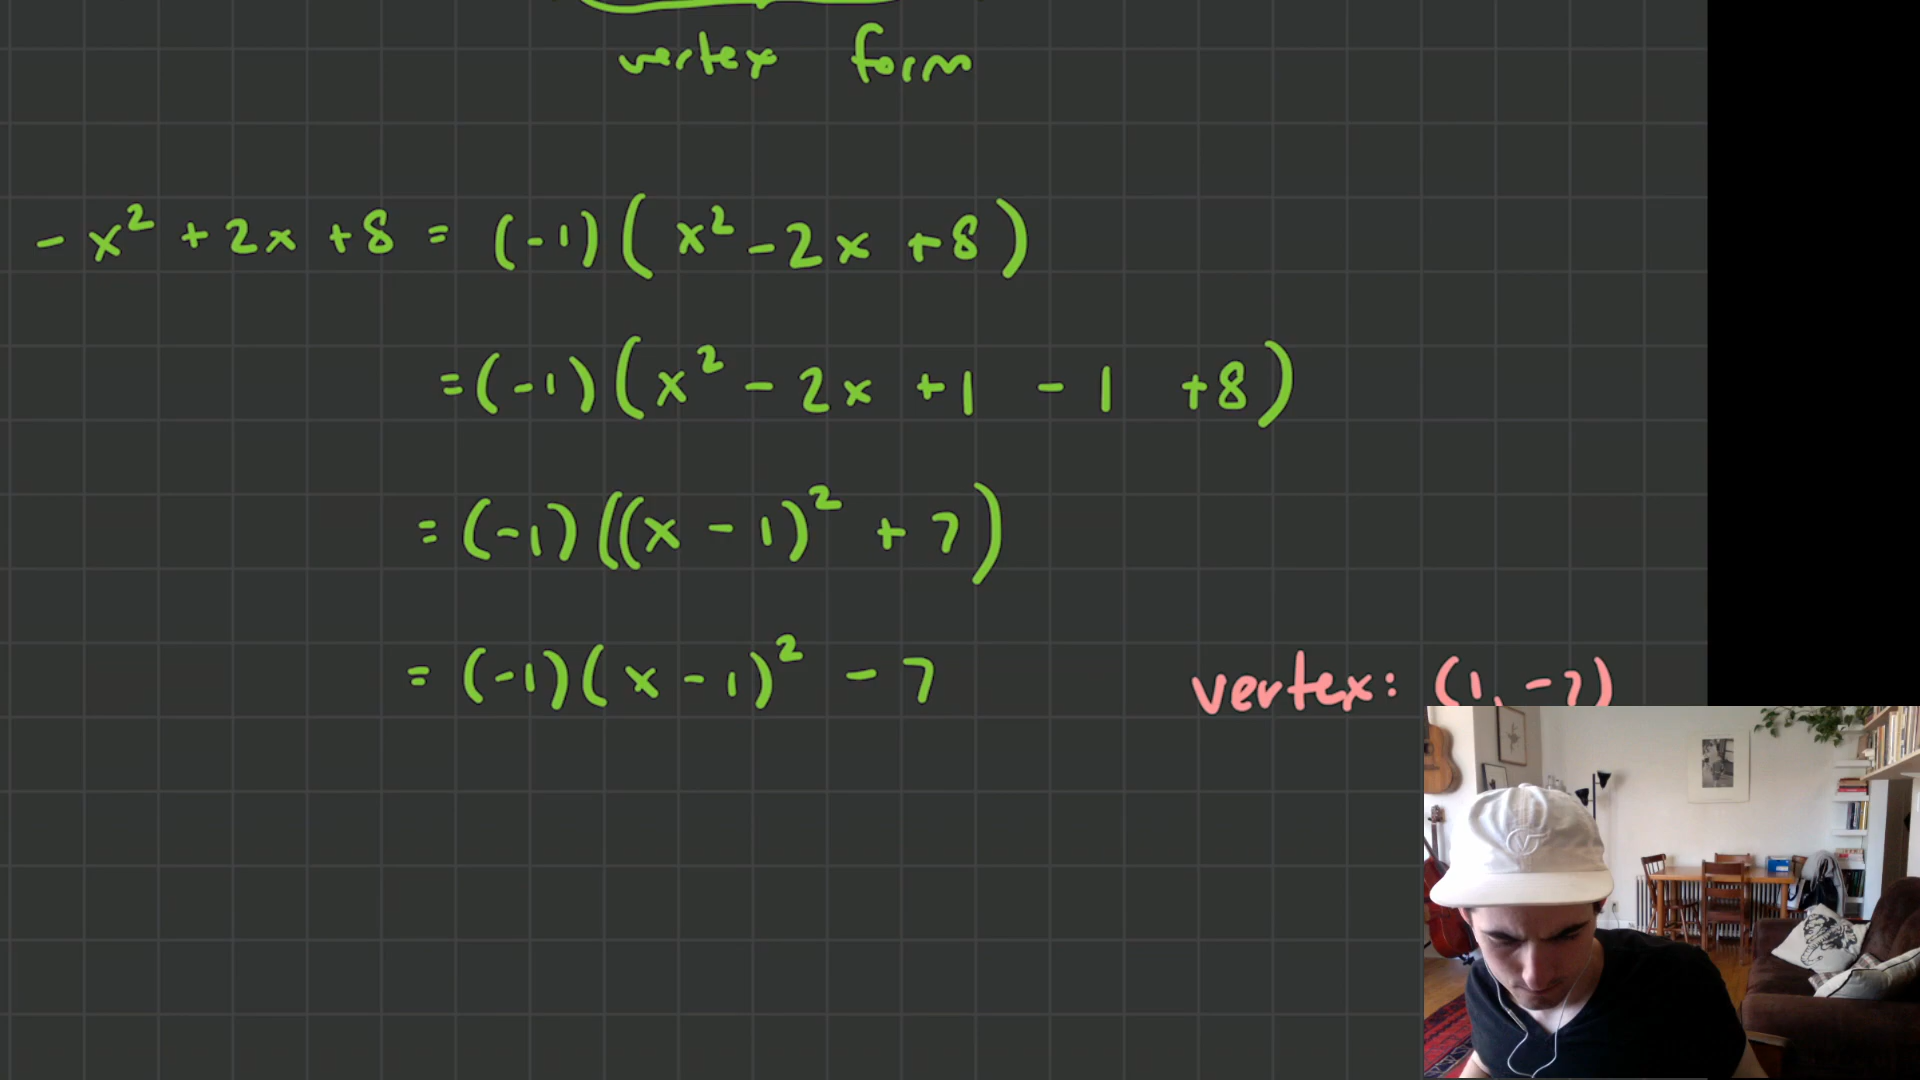 vertex form
-x² + 2x + 8 = (-1)(x² - 2x + 8)
= (-1)(x² - 2x + 1 - 1 + 8)
= (-1)((x - 1)² + 7)
= (-1)(x - 1)² - 7
vertex: (1, -7)